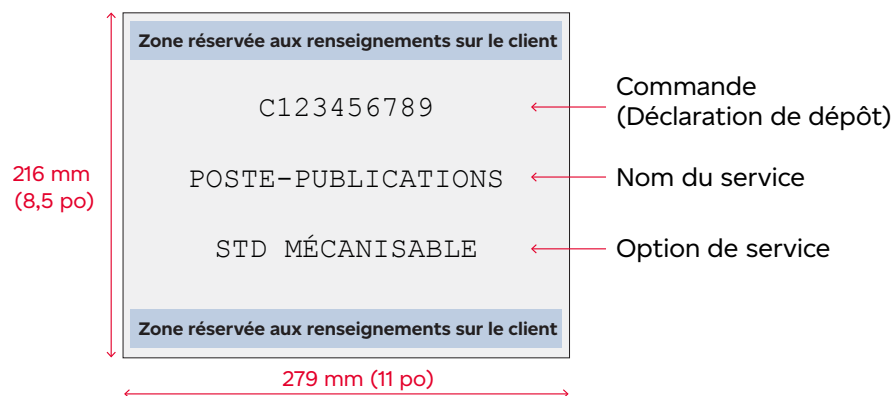 Zone réservée aux renseignements sur le client
C123456789
Commande
(Déclaration de dépôt)
216 mm
(8,5 po)
POSTE-PUBLICATIONS
Nom du service
STD MÉCANISABLE
Option de service
Zone réservée aux renseignements sur le client
279 mm (11 po)